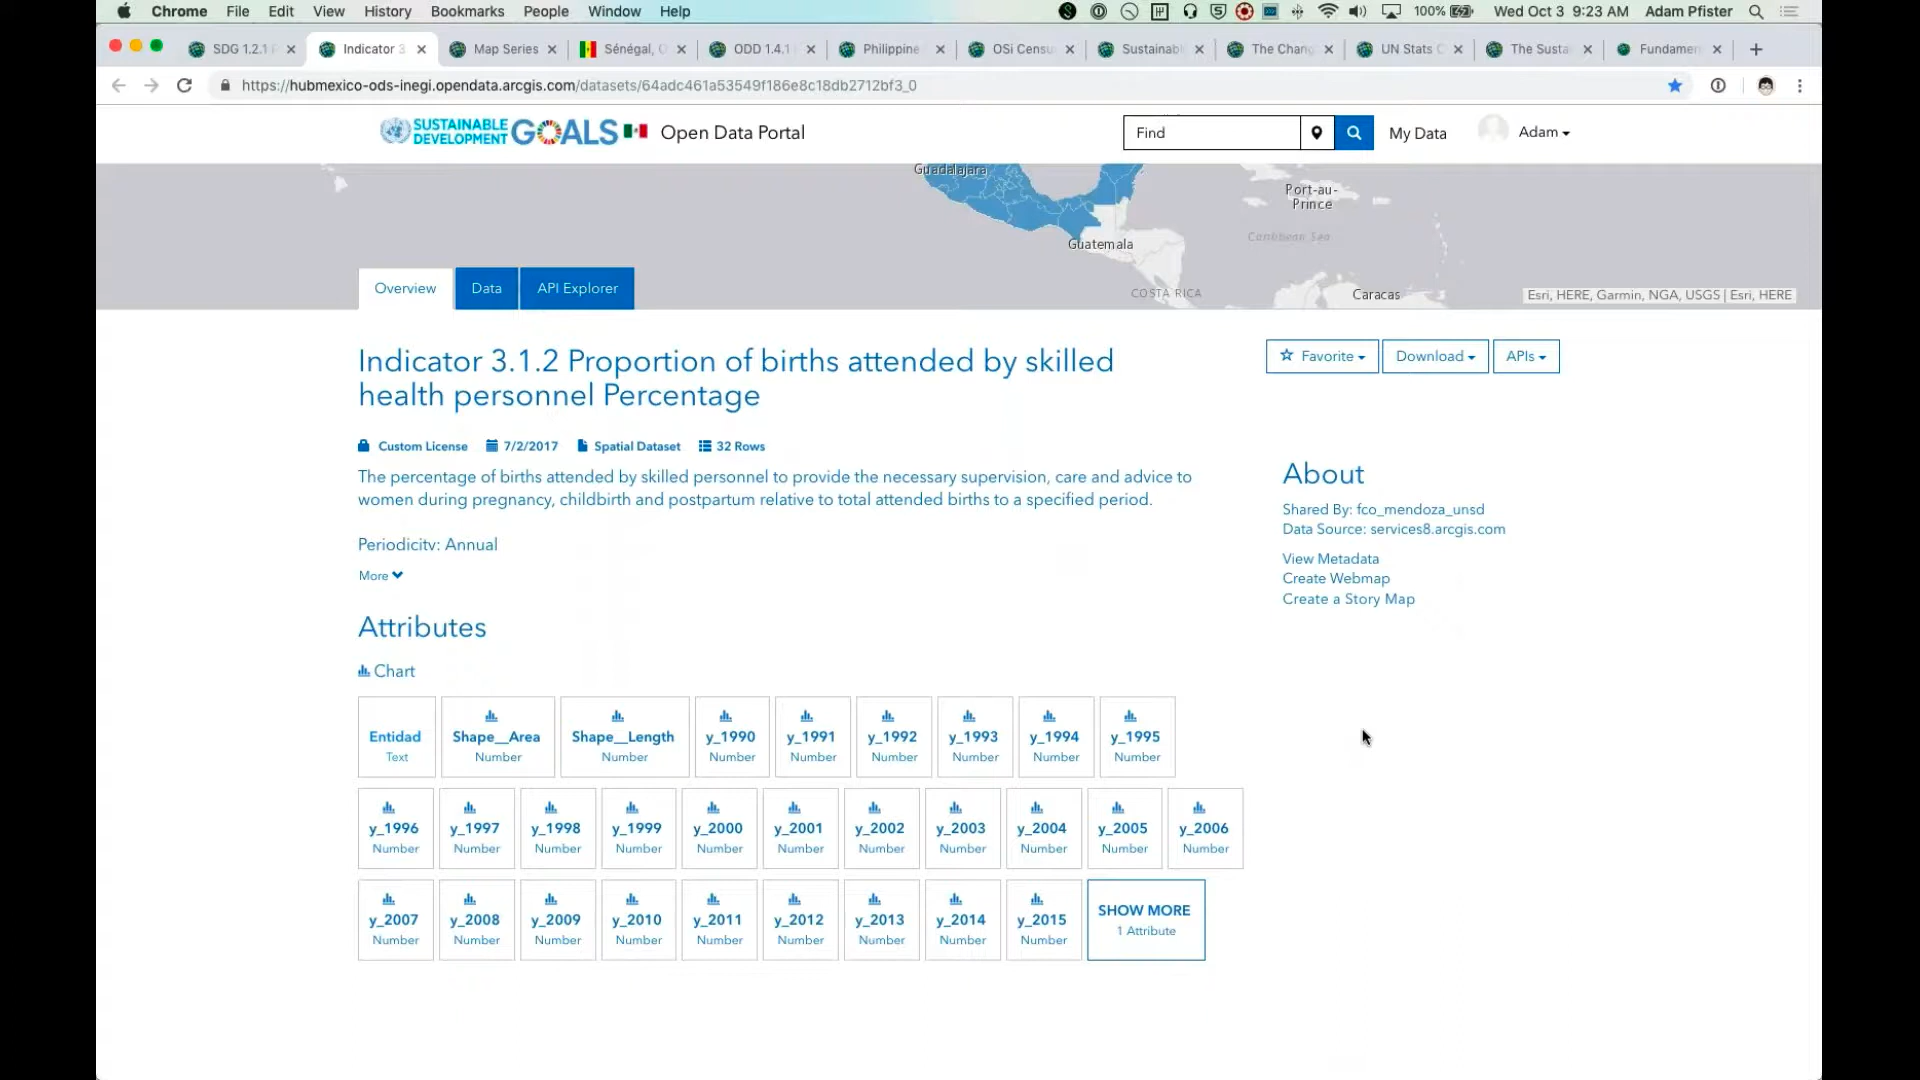 Chrome File Edit View History Bookmarks People Window Help 100% Wed Oct 3 9:23 AM Adam Pfister
SDG 1.2.1 Indicator 3 Map Series Sénégal, O ODD 1.4.1 Philippine OSi Censu Sustainab The Chan UN Stats The Susta Fundame
https://hubmexico-ods-inegi.opendata.arcgis.com/datasets/64adc461a53549f186e8c18db2712bf3_0
SUSTAINABLE DEVELOPMENT GOALS Open Data Portal Find My Data Adam
Guadalajara
Port-au-
Prince
Caribbean Sea
Guatemala
COSTA RICA Caracas Esri, HERE, Garmin, NGA, USGS | Esri, HERE
Overview Data API Explorer
Indicator 3.1.2 Proportion of births attended by skilled
health personnel Percentage
Favorite Download APIs
Custom License 7/2/2017 Spatial Dataset 32 Rows
The percentage of births attended by skilled personnel to provide the necessary supervision, care and advice to
women during pregnancy, childbirth and postpartum relative to total attended births to a specified period.
Periodicity: Annual
More
About
Shared By: fco_mendoza_unsd
Data Source: services8.arcgis.com
View Metadata
Create Webmap
Create a Story Map
Attributes
Chart
Entidad Shape__Area Shape__Length y_1990 y_1991 y_1992 y_1993 y_1994 y_1995
Text Number Number Number Number Number Number Number Number
y_1996 y_1997 y_1998 y_1999 y_2000 y_2001 y_2002 y_2003 y_2004 y_2005 y_2006
Number Number Number Number Number Number Number Number Number Number Number
y_2007 y_2008 y_2009 y_2010 y_2011 y_2012 y_2013 y_2014 y_2015 SHOW MORE
Number Number Number Number Number Number Number Number Number 1 Attribute